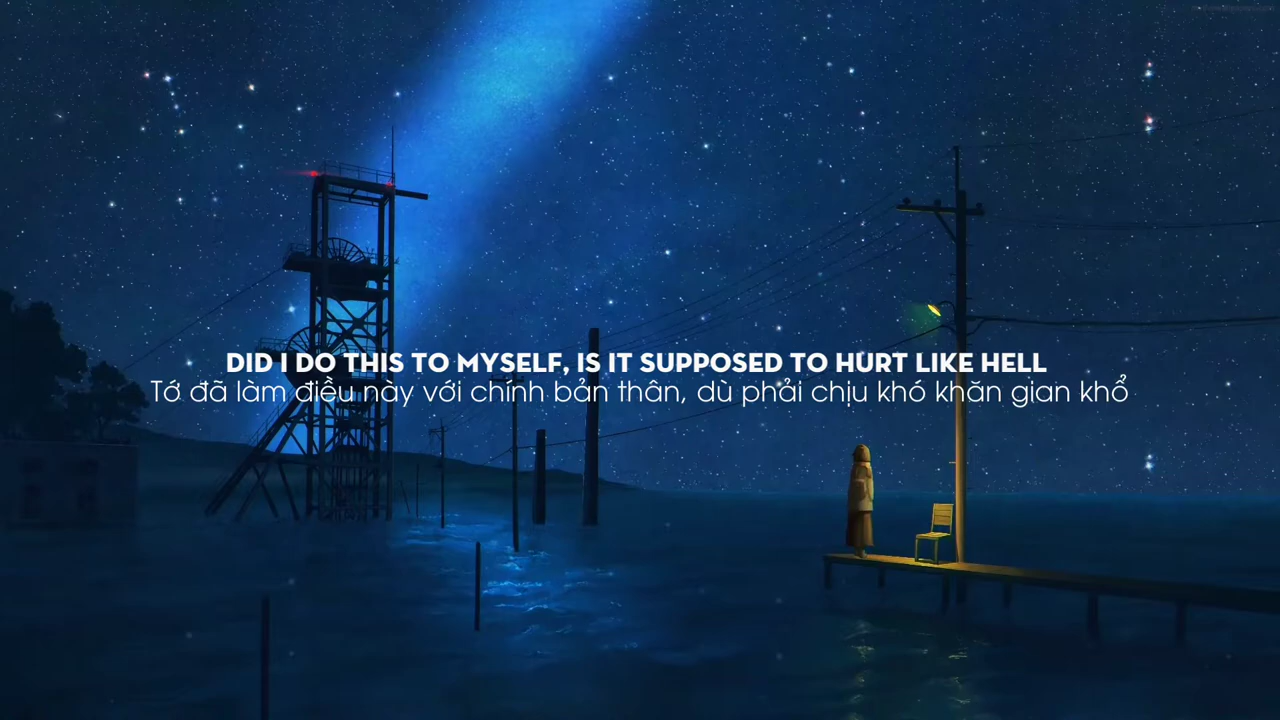 DID I DO THIS TO MYSELF, IS IT SUPPOSED TO HURT LIKE HELL
Tớ đã làm điều này với chính bản thân, dù phải chịu khó khăn gian khổ